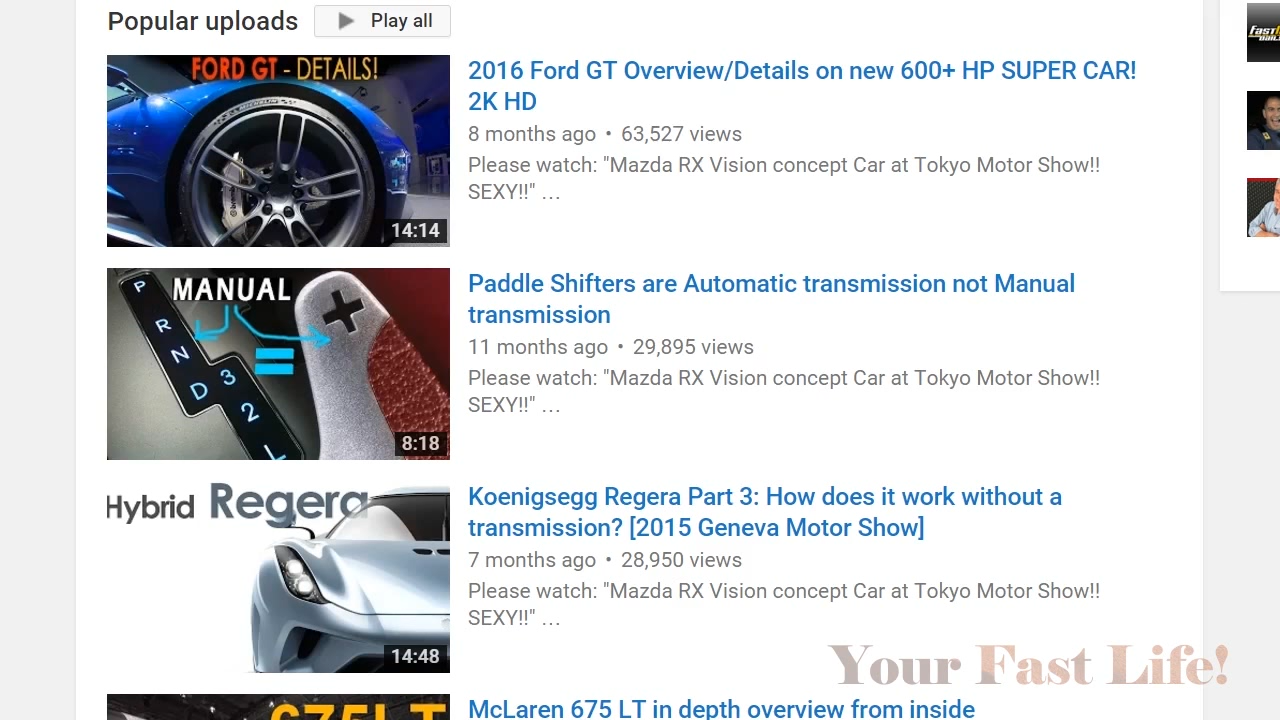 Popular uploads
Play all
FORD GT - DETAILS!
14:14
2016 Ford GT Overview/Details on new 600+ HP SUPER CAR!
2K HD
8 months ago • 63,527 views
Please watch: "Mazda RX Vision concept Car at Tokyo Motor Show!!
SEXY!!" …
MANUAL
P
R
N
D 3
2
L
+
=
8:18
Paddle Shifters are Automatic transmission not Manual
transmission
11 months ago • 29,895 views
Please watch: "Mazda RX Vision concept Car at Tokyo Motor Show!!
SEXY!!" …
Hybrid Regera
14:48
Koenigsegg Regera Part 3: How does it work without a
transmission? [2015 Geneva Motor Show]
7 months ago • 28,950 views
Please watch: "Mazda RX Vision concept Car at Tokyo Motor Show!!
SEXY!!" …
Your Fast Life!
675LT
McLaren 675 LT in depth overview from inside